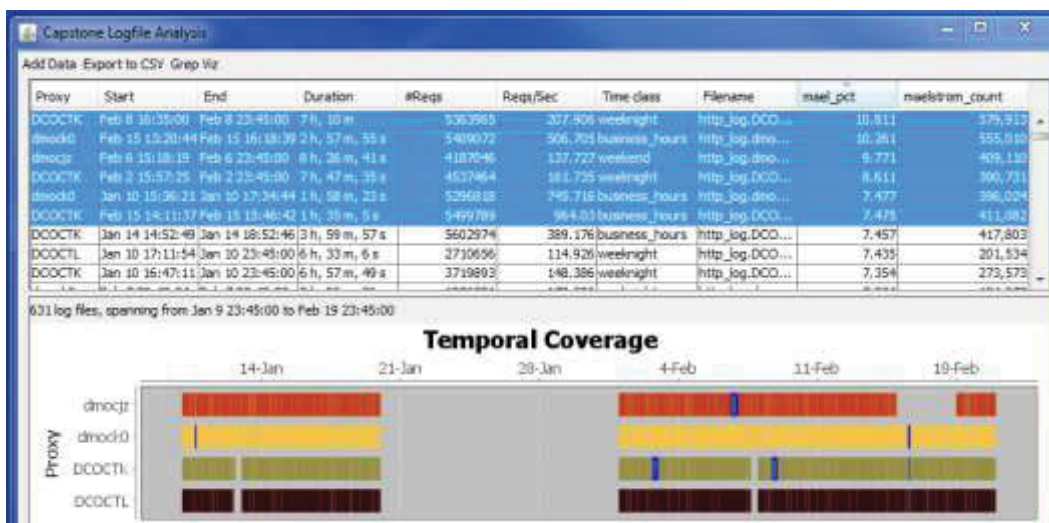 Capstone Logfile Analysis
Add Data Export to CSV Grep Viz
Proxy Start End Duration #Reqs Reqs/Sec Time class Filename mael_pct maelstrom_count
DCOCTK Feb 8 16:35:00 Feb 8 23:45:00 7 h, 10 m 5363965 207.906 weeknight http_log.DCO... 10.811 579,913
dmock0 Feb 15 13:20:44 Feb 15 16:18:39 2 h, 57 m, 55 s 5409072 506.705 business_hours http_log.dmo... 10.261 555,010
dmocjz Feb 6 15:18:19 Feb 6 23:45:00 8 h, 26 m, 41 s 4187046 137.727 weekend http_log.dmo... 9.771 409,110
DCOCTK Feb 2 15:57:25 Feb 2 23:45:00 7 h, 47 m, 35 s 4537464 161.735 weeknight http_log.DCO... 8.611 390,731
dmock0 Jan 10 15:36:21 Jan 10 17:34:44 1 h, 58 m, 23 s 5296818 745.716 business_hours http_log.dmo... 7.477 396,024
DCOCTK Feb 15 14:11:37 Feb 15 15:46:42 1 h, 35 m, 5 s 5499789 964.03 business_hours http_log.DCO... 7.475 411,082
DCOCTK Jan 14 14:52:49 Jan 14 18:52:46 3 h, 59 m, 57 s 5602974 389.176 business_hours http_log.DCO... 7.457 417,803
DCOCTL Jan 10 17:11:54 Jan 10 23:45:00 6 h, 33 m, 6 s 2710656 114.926 weeknight http_log.DCO... 7.435 201,534
DCOCTK Jan 10 16:47:11 Jan 10 23:45:00 6 h, 57 m, 49 s 3719893 148.386 weeknight http_log.DCO... 7.354 273,573
631 log files, spanning from Jan 9 23:45:00 to Feb 19 23:45:00
Temporal Coverage
14-Jan 21-Jan 28-Jan 4-Feb 11-Feb 19-Feb
Proxy
dmocjz
dmock0
DCOCTK
DCOCTL